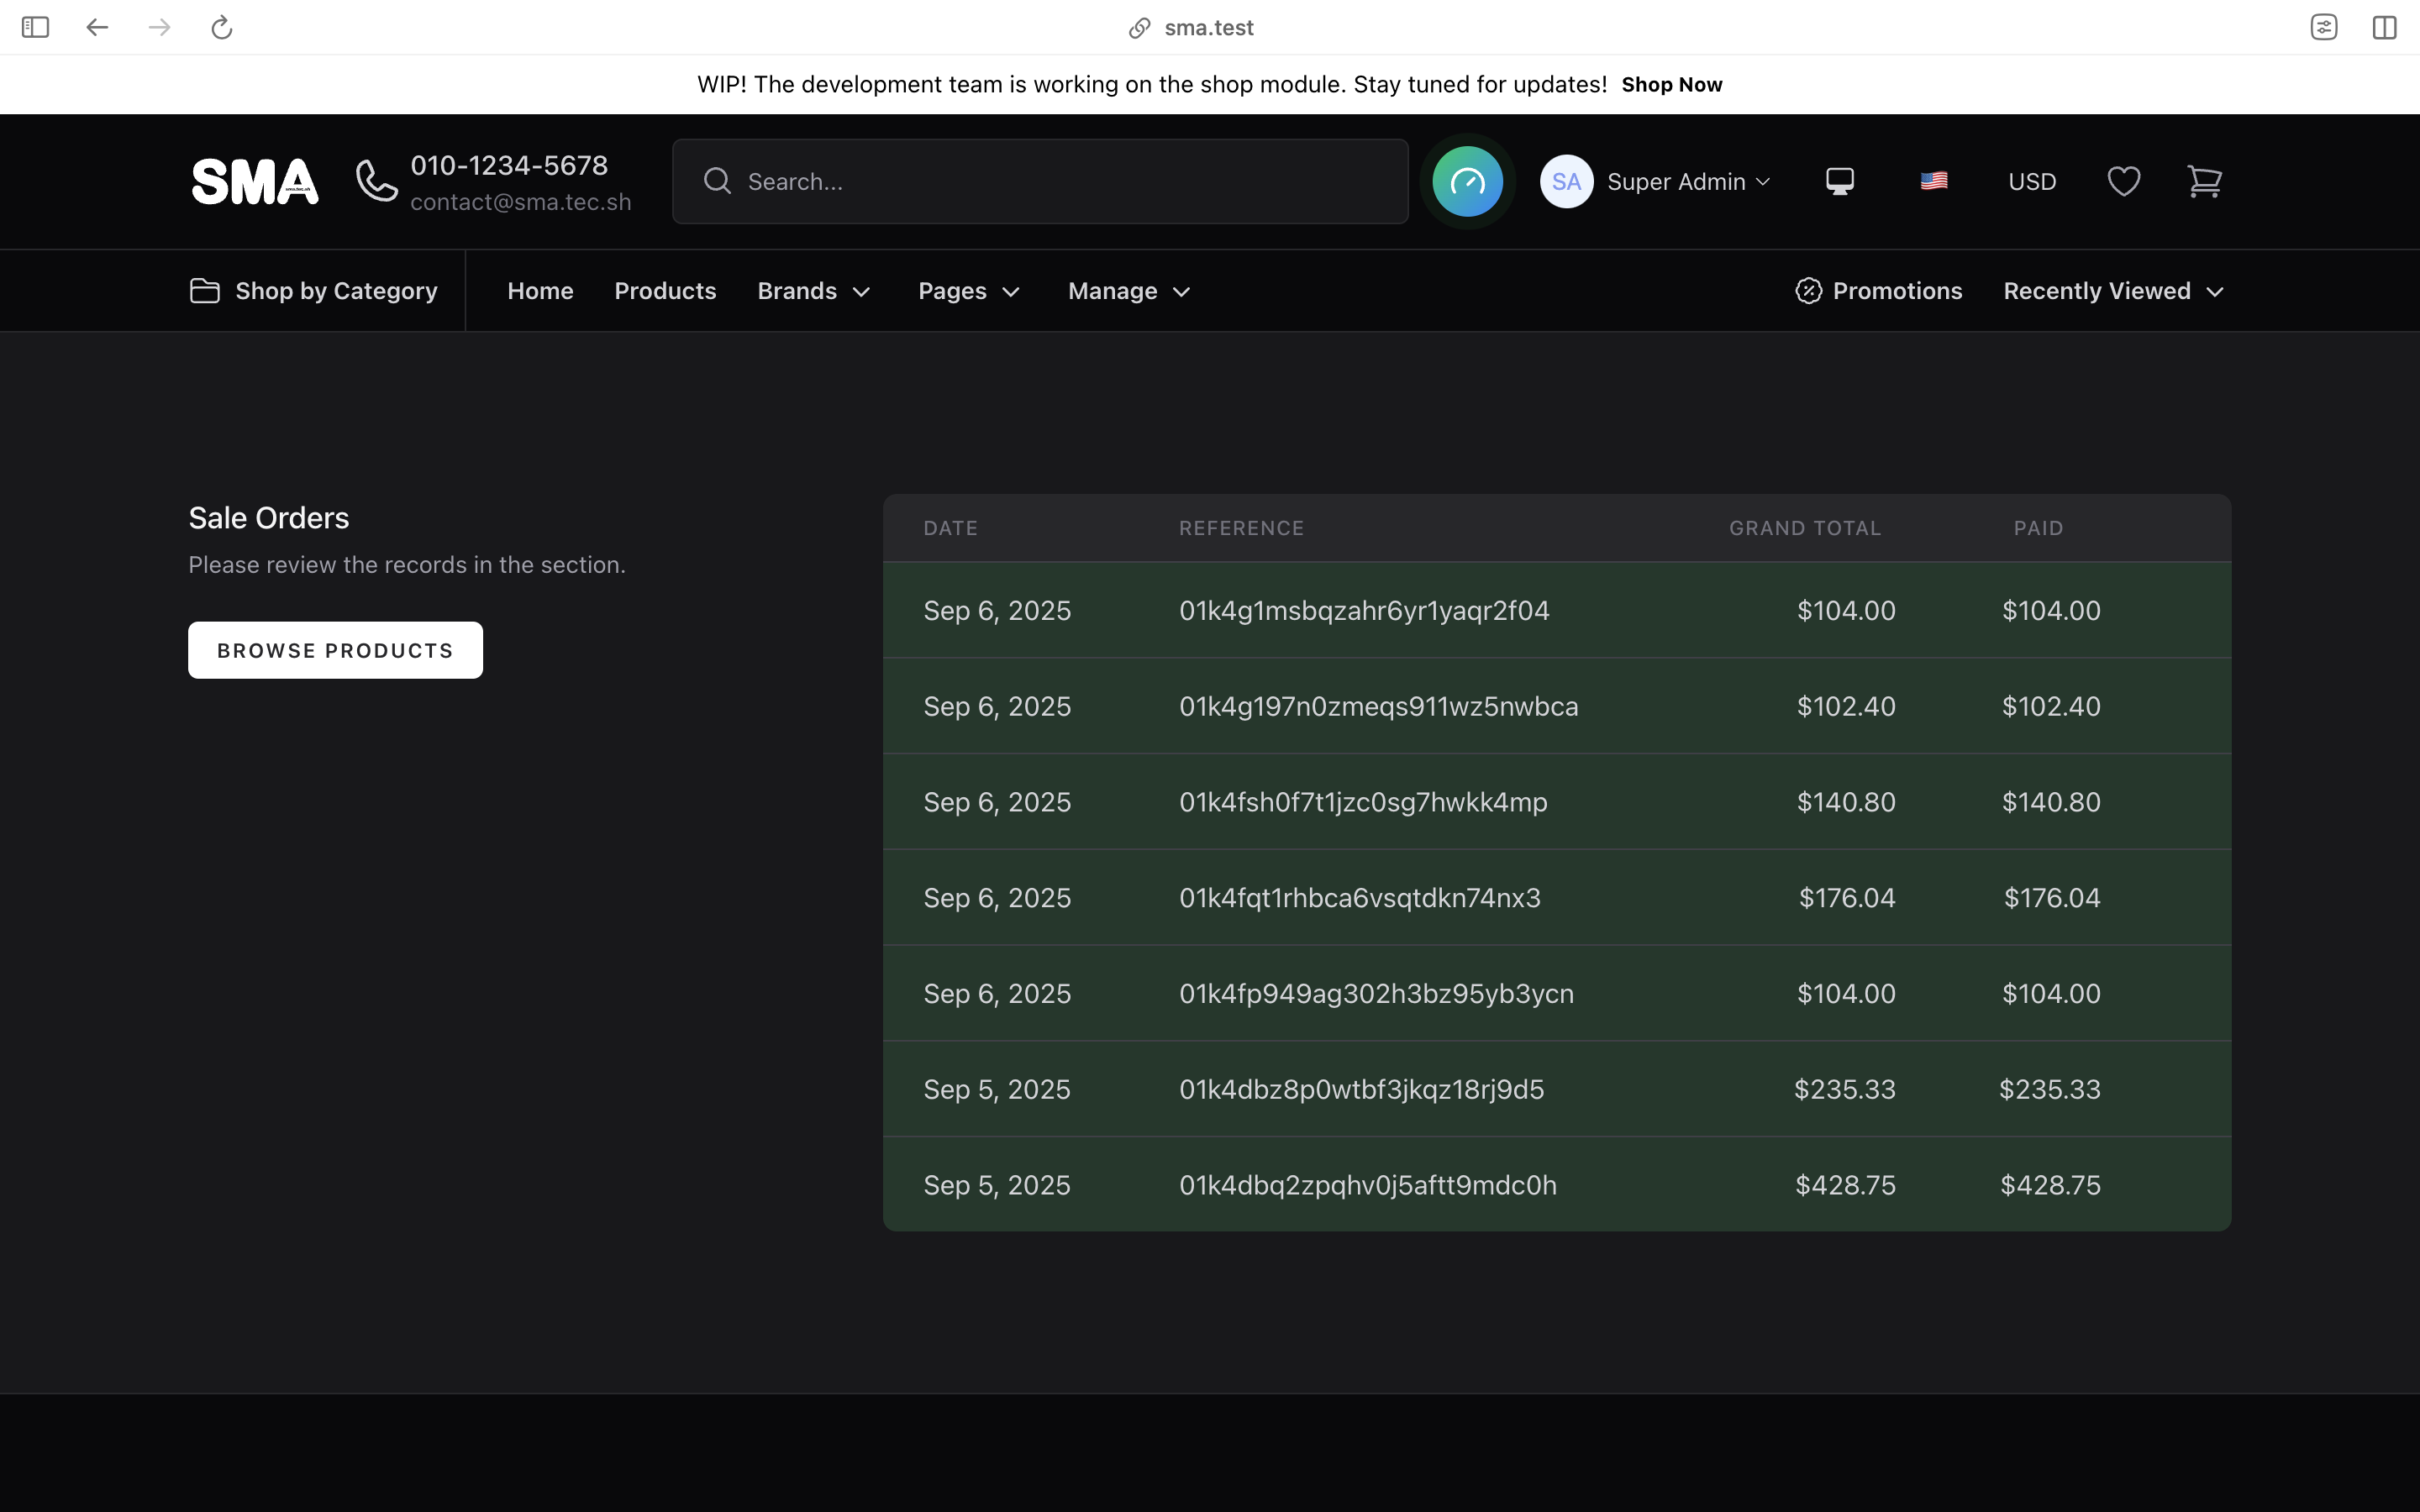 sma.test
WIP! The development team is working on the shop module. Stay tuned for updates! Shop Now
SMA
010-1234-5678
contact@sma.tec.sh
Search...
SA Super Admin
USD
Shop by Category
Home Products Brands Pages Manage
Promotions Recently Viewed
Sale Orders
Please review the records in the section.
BROWSE PRODUCTS
DATE REFERENCE GRAND TOTAL PAID
Sep 6, 2025 01k4g1msbqzahr6yr1yaqr2f04 $104.00 $104.00
Sep 6, 2025 01k4g197n0zmeqs911wz5nwbca $102.40 $102.40
Sep 6, 2025 01k4fsh0f7t1jzc0sg7hwkk4mp $140.80 $140.80
Sep 6, 2025 01k4fqt1rhbca6vsqtdkn74nx3 $176.04 $176.04
Sep 6, 2025 01k4fp949ag302h3bz95yb3ycn $104.00 $104.00
Sep 5, 2025 01k4dbz8p0wtbf3jkqz18rj9d5 $235.33 $235.33
Sep 5, 2025 01k4dbq2zpqhv0j5aftt9mdc0h $428.75 $428.75